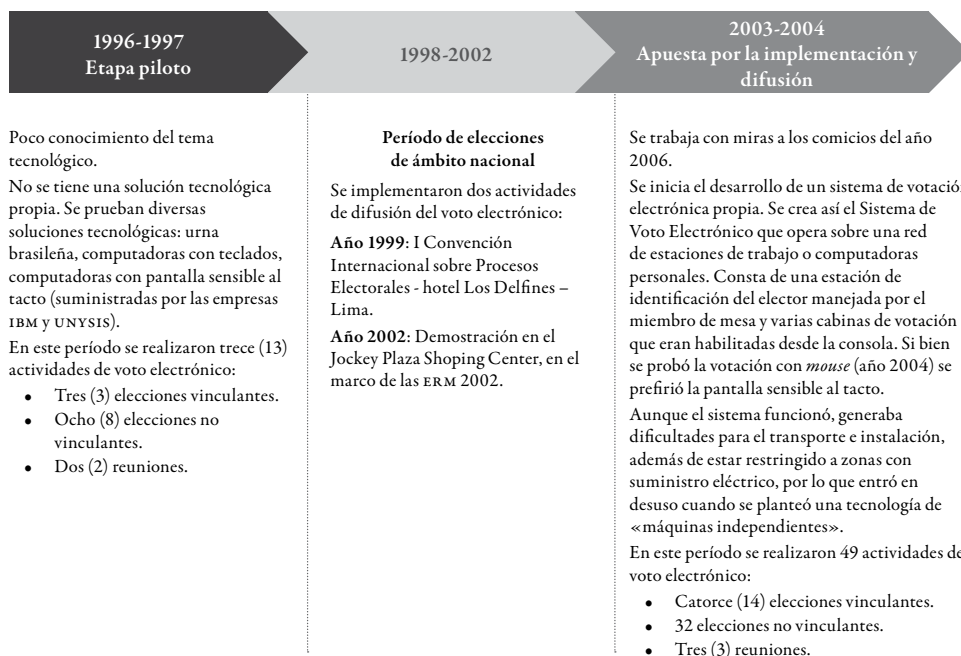 1996-1997
Etapa piloto
1998-2002
2003-2004
Apuesta por la implementación y
difusión
Poco conocimiento del tema
tecnológico.
No se tiene una solución tecnológica
propia. Se prueban diversas
soluciones tecnológicas: urna
brasileña, computadoras con teclados,
computadoras con pantalla sensible al
tacto (suministradas por las empresas
IBM y UNYSIS).
En este período se realizaron trece (13)
actividades de voto electrónico:
• Tres (3) elecciones vinculantes.
• Ocho (8) elecciones no
vinculantes.
• Dos (2) reuniones.
Período de elecciones
de ámbito nacional
Se implementaron dos actividades
de difusión del voto electrónico:
Año 1999: I Convención
Internacional sobre Procesos
Electorales - hotel Los Delfines –
Lima.
Año 2002: Demostración en el
Jockey Plaza Shoping Center, en el
marco de las ERM 2002.
Se trabaja con miras a los comicios del año
2006.
Se inicia el desarrollo de un sistema de votación
electrónica propia. Se crea así el Sistema de
Voto Electrónico que opera sobre una red
de estaciones de trabajo o computadoras
personales. Consta de una estación de
identificación del elector manejada por el
miembro de mesa y varias cabinas de votación
que eran habilitadas desde la consola. Si bien
se probó la votación con mouse (año 2004) se
prefirió la pantalla sensible al tacto.
Aunque el sistema funcionó, generaba
dificultades para el transporte e instalación,
además de estar restringido a zonas con
suministro eléctrico, por lo que entró en
desuso cuando se planteó una tecnología de
«máquinas independientes».
En este período se realizaron 49 actividades de
voto electrónico:
• Catorce (14) elecciones vinculantes.
• 32 elecciones no vinculantes.
• Tres (3) reuniones.